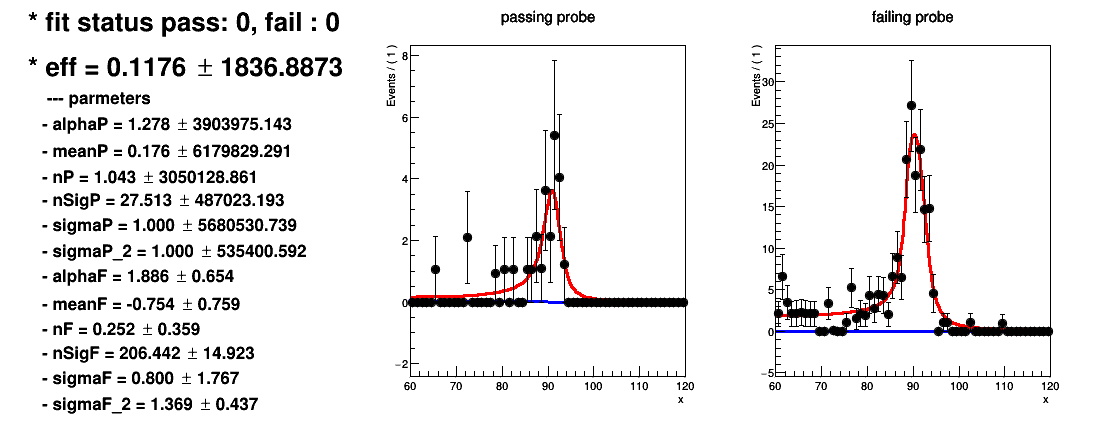 * fit status pass: 0, fail : 0
* eff = 0.1176 ± 1836.8873
--- parmeters
- alphaP = 1.278 ± 3903975.143
- meanP = 0.176 ± 6179829.291
- nP = 1.043 ± 3050128.861
- nSigP = 27.513 ± 487023.193
- sigmaP = 1.000 ± 5680530.739
- sigmaP_2 = 1.000 ± 535400.592
- alphaF = 1.886 ± 0.654
- meanF = -0.754 ± 0.759
- nF = 0.252 ± 0.359
- nSigF = 206.442 ± 14.923
- sigmaF = 0.800 ± 1.767
- sigmaF_2 = 1.369 ± 0.437
passing probe
Events / ( 1 )
8
6
4
2
0
−2
60 70 80 90 100 110 120
x
failing probe
Events / ( 1 )
30
25
20
15
10
5
0
−5
60 70 80 90 100 110 120
x